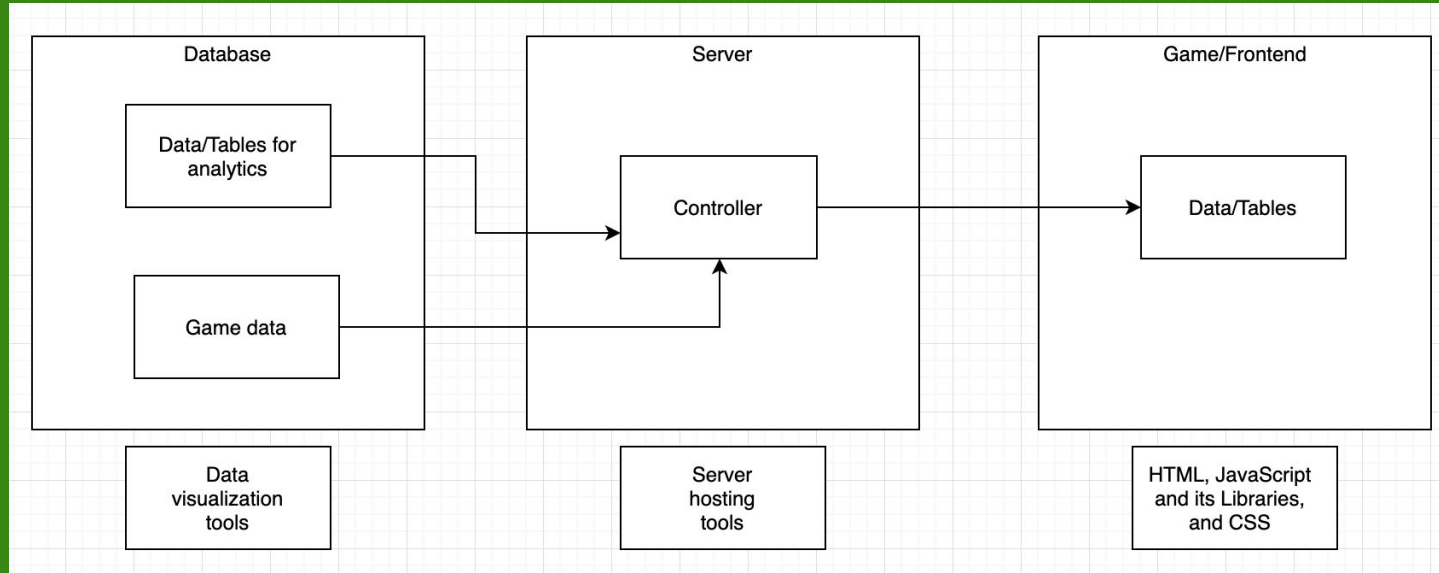 Database
Data/Tables for
analytics
Game data
Data
visualization
tools
Server
Controller
Server
hosting
tools
Game/Frontend
Data/Tables
HTML, JavaScript
and its Libraries,
and CSS